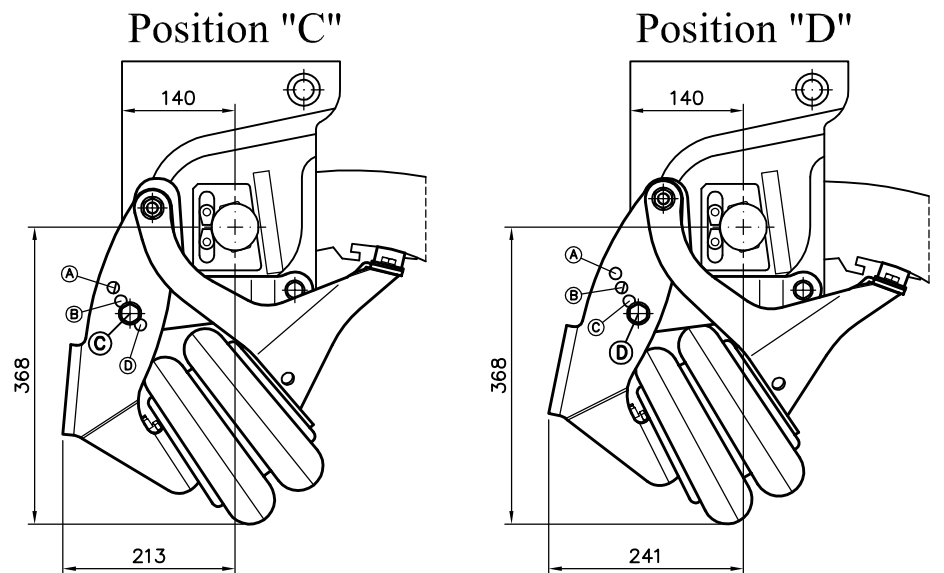 Position "C"
140
A
B
C
D
368
213
Position "D"
140
A
B
C
D
368
241